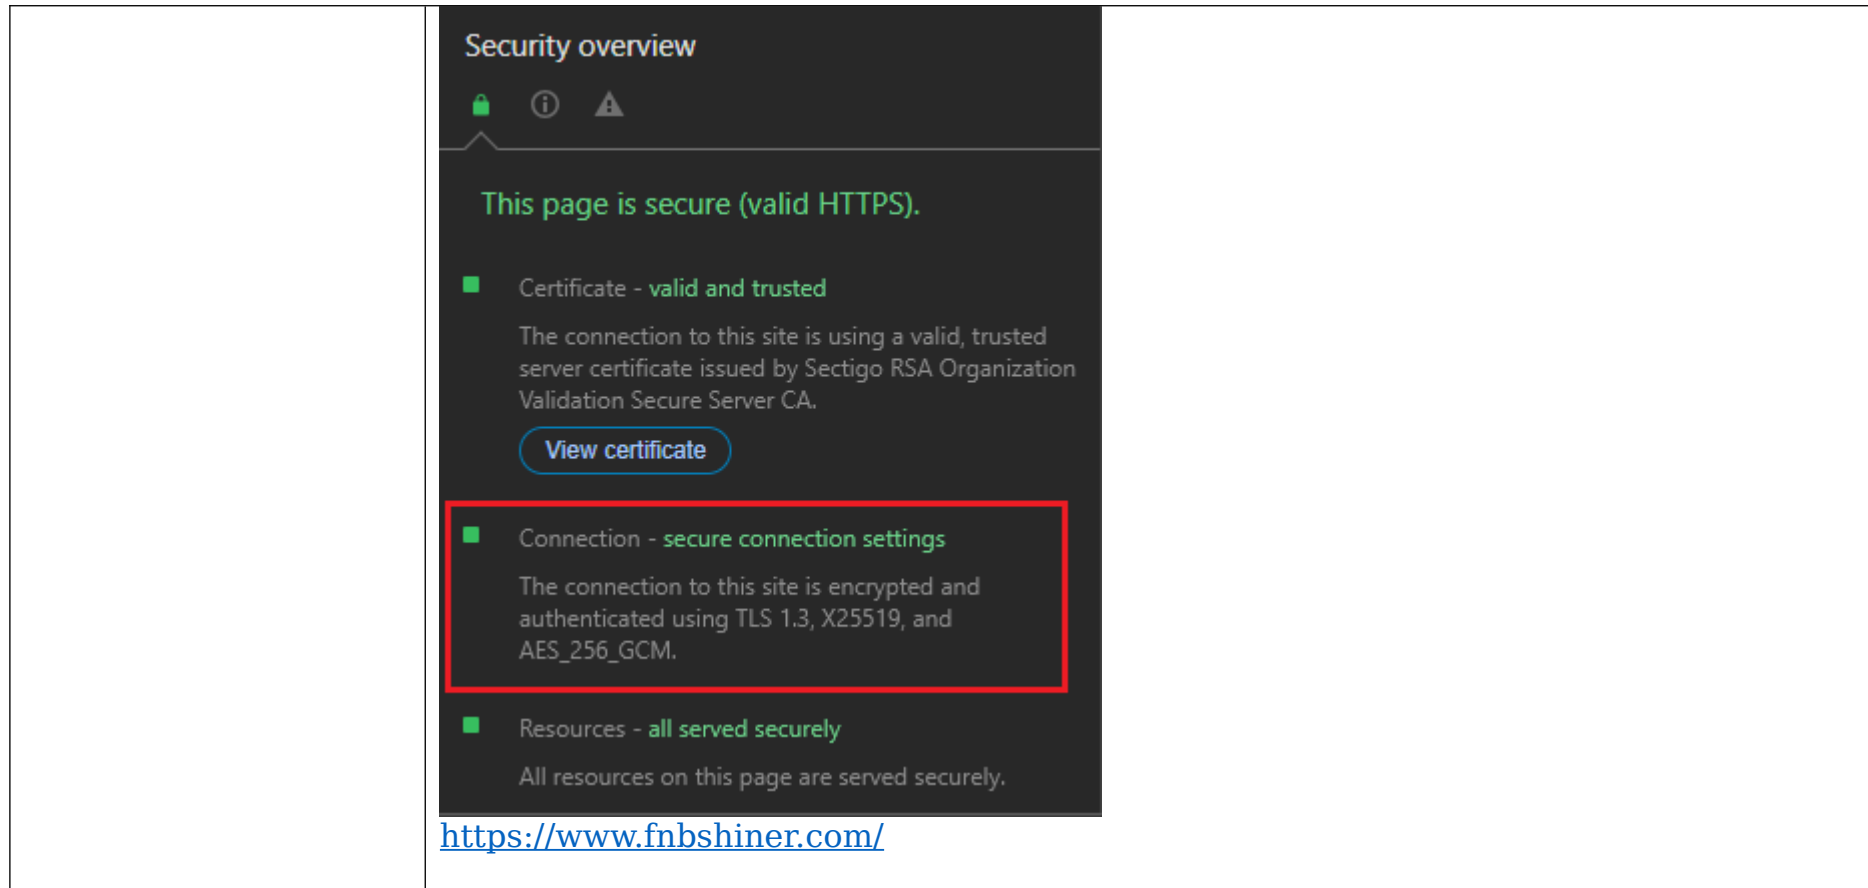 Security overview
This page is secure (valid HTTPS).
Certificate - valid and trusted
The connection to this site is using a valid, trusted
server certificate issued by Sectigo RSA Organization
Validation Secure Server CA.
View certificate
Connection - secure connection settings
The connection to this site is encrypted and
authenticated using TLS 1.3, X25519, and
AES_256_GCM.
Resources - all served securely
All resources on this page are served securely.
https://www.fnbshiner.com/